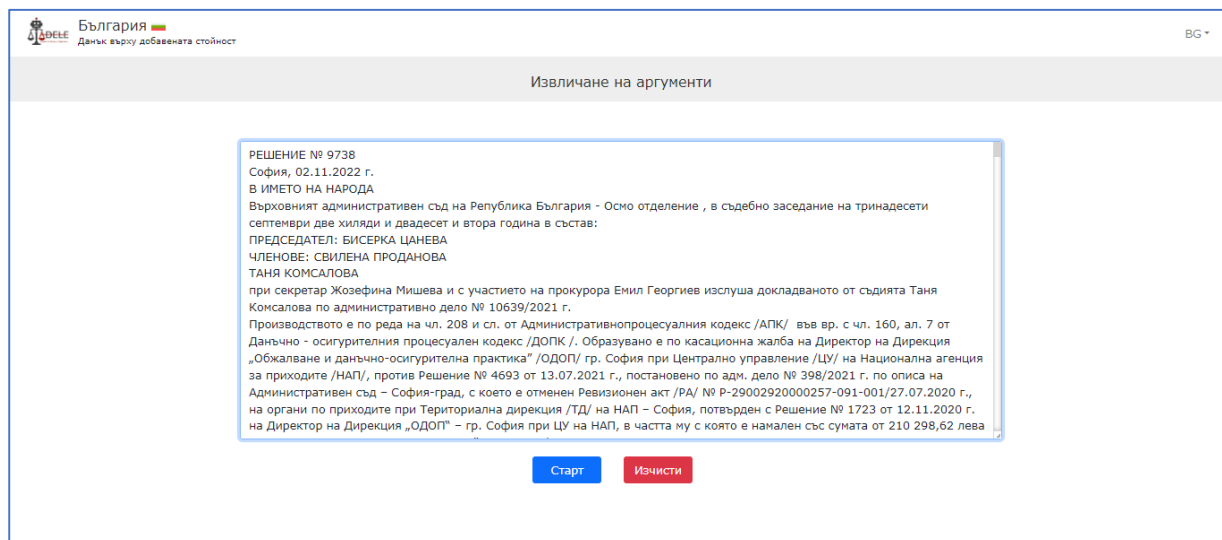 ADELE
България
Данък върху добавената стойност
BG
Извличане на аргументи
РЕШЕНИЕ № 9738
София, 02.11.2022 г.
В ИМЕТО НА НАРОДА
Върховният административен съд на Република България - Осмо отделение , в съдебно заседание на тринадесети
септември две хиляди и двадесет и втора година в състав:
ПРЕДСЕДАТЕЛ: БИСЕРКА ЦАНЕВА
ЧЛЕНОВЕ: СВИЛЕНА ПРОДАНОВА
ТАНЯ КОМСАЛОВА
при секретар Жозефина Мишева и с участието на прокурора Емил Георгиев изслуша докладваното от съдията Таня
Комсалова по административно дело № 10639/2021 г.
Производството е по реда на чл. 208 и сл. от Административнопроцесуалния кодекс /АПК/ във вр. с чл. 160, ал. 7 от
Данъчно - осигурителния процесуален кодекс /ДОПК /. Образувано е по касационна жалба на Директор на Дирекция
„Обжалване и данъчно-осигурителна практика” /ОДОП/ гр. София при Централно управление /ЦУ/ на Национална агенция
за приходите /НАП/, против Решение № 4693 от 13.07.2021 г., постановено по адм. дело № 398/2021 г. по описа на
Административен съд – София-град, с което е отменен Ревизионен акт /РА/ № Р-29002920000257-091-001/27.07.2020 г.,
на органи по приходите при Териториална дирекция /ТД/ на НАП – София, потвърден с Решение № 1723 от 12.11.2020 г.
на Директор на Дирекция „ОДОП“ – гр. София при ЦУ на НАП, в частта му с която е намален със сумата от 210 298,62 лева
Старт
Изчисти